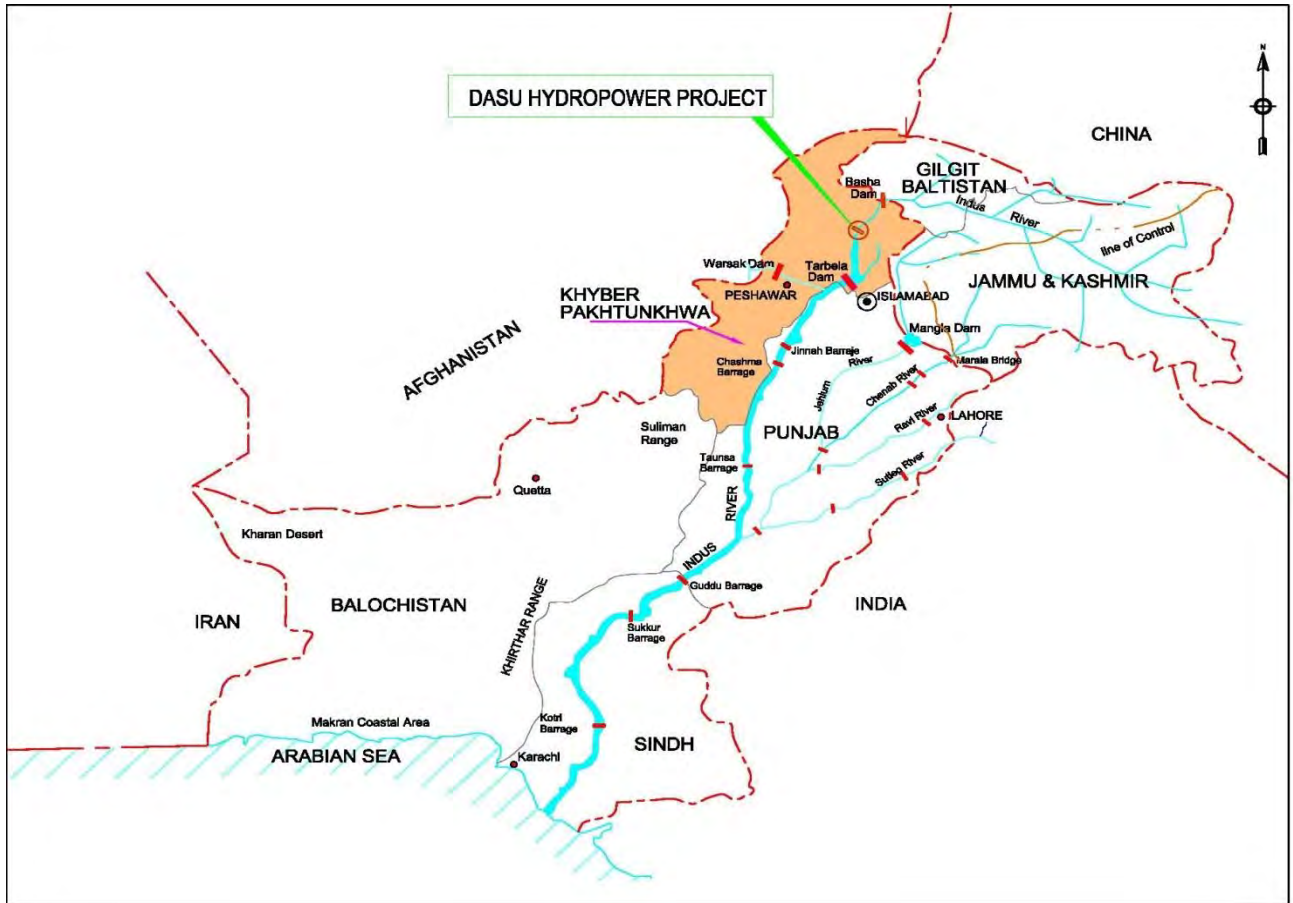 N
DASU HYDROPOWER PROJECT
CHINA
GILGIT
BALTISTAN
Basha
Dam
Indus
River
line of Control
Warsak Dam
Tarbela
Dam
JAMMU & KASHMIR
PESHAWAR
ISLAMABAD
KHYBER
PAKHTUNKHWA
Mangla Dam
AFGHANISTAN
Jinnah Barraje
River
Marala Bridge
Chashma
Barrage
Jehlum
Chenab River
Ravi River
LAHORE
Suliman
Range
PUNJAB
Taunsa
Barrage
Sutleg River
Quetta
RIVER
Kharan Desert
INDUS
Guddu Barrage
INDIA
BALOCHISTAN
IRAN
KHIRTHAR RANGE
Sukkur
Barrage
Makran Coastal Area
Kotri
Barrage
SINDH
ARABIAN SEA
Karachi